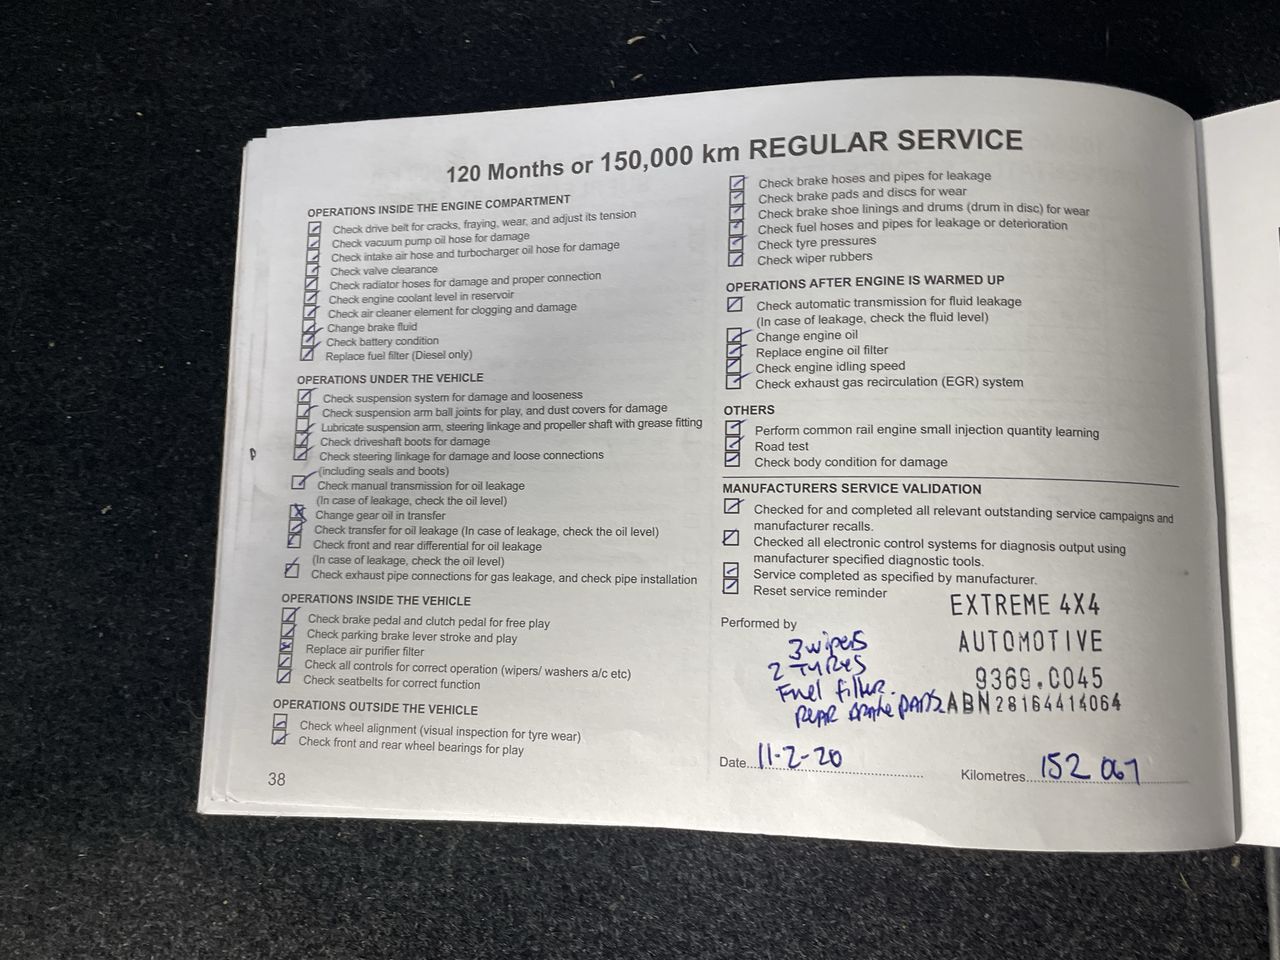 120 Months or 150,000 km REGULAR SERVICE
OPERATIONS INSIDE THE ENGINE COMPARTMENT
Check drive belt for cracks, fraying, wear, and adjust its tension
Check vacuum pump oil hose for damage
Check intake air hose and turbocharger oil hose for damage
Check valve clearance
Check radiator hoses for damage and proper connection
Check engine coolant level in reservoir
Check air cleaner element for clogging and damage
Change brake fluid
Check battery condition
Replace fuel filter (Diesel only)
OPERATIONS UNDER THE VEHICLE
Check suspension system for damage and looseness
Check suspension arm ball joints for play, and dust covers for damage
Lubricate suspension arm, steering linkage and propeller shaft with grease fitting
Check driveshaft boots for damage
Check steering linkage for damage and loose connections
(including seals and boots)
Check manual transmission for oil leakage
(In case of leakage, check the oil level)
Change gear oil in transfer
Check transfer for oil leakage (In case of leakage, check the oil level)
Check front and rear differential for oil leakage
(In case of leakage, check the oil level)
Check exhaust pipe connections for gas leakage, and check pipe installation
OPERATIONS INSIDE THE VEHICLE
Check brake pedal and clutch pedal for free play
Check parking brake lever stroke and play
Replace air purifier filter
Check all controls for correct operation (wipers/ washers a/c etc)
Check seatbelts for correct function
OPERATIONS OUTSIDE THE VEHICLE
Check wheel alignment (visual inspection for tyre wear)
Check front and rear wheel bearings for play
38
Check brake hoses and pipes for leakage
Check brake pads and discs for wear
Check brake shoe linings and drums (drum in disc) for wear
Check fuel hoses and pipes for leakage or deterioration
Check tyre pressures
Check wiper rubbers
OPERATIONS AFTER ENGINE IS WARMED UP
Check automatic transmission for fluid leakage
(In case of leakage, check the fluid level)
Change engine oil
Replace engine oil filter
Check engine idling speed
Check exhaust gas recirculation (EGR) system
OTHERS
Perform common rail engine small injection quantity learning
Road test
Check body condition for damage
MANUFACTURERS SERVICE VALIDATION
Checked for and completed all relevant outstanding service campaigns and
manufacturer recalls.
Checked all electronic control systems for diagnosis output using
manufacturer specified diagnostic tools.
Service completed as specified by manufacturer.
Reset service reminder
Performed by
3 wipers
2 TYRES
Fuel filter.
REAR BRAKE PADS
EXTREME 4X4
AUTOMOTIVE
9369.0045
ABN 28164414064
Date...11-2-20
Kilometres...152 067